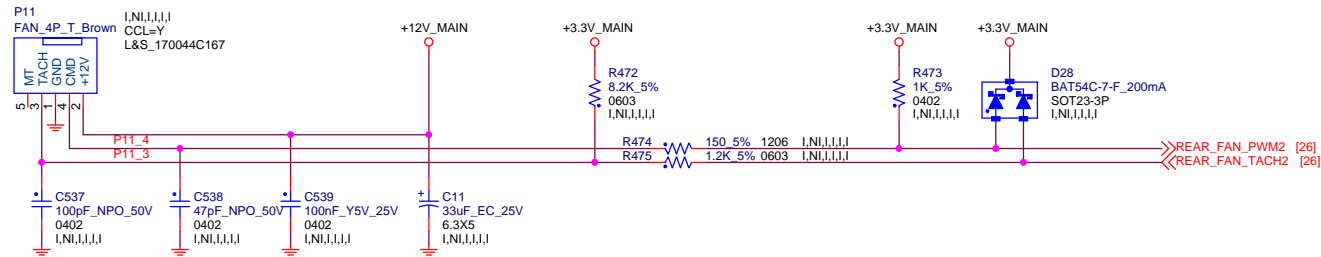 P11
FAN_4P_T_Brown
I,NI,I,I,I,I
CCL=Y
L&S_170044C167
MT
TACH
GND
CMD
+12V
5
3
1
4
2
+12V_MAIN
+3.3V_MAIN
+3.3V_MAIN
+3.3V_MAIN
R472
8.2K_5%
0603
I,NI,I,I,I,I
R473
1K_5%
0402
I,NI,I,I,I,I
D28
BAT54C-7-F_200mA
SOT23-3P
I,NI,I,I,I,I
P11_4
P11_3
R474 150_5% 1206 I,NI,I,I,I,I
R475 1.2K_5% 0603 I,NI,I,I,I,I
REAR_FAN_PWM2 [26]
REAR_FAN_TACH2 [26]
C537
100pF_NPO_50V
0402
I,NI,I,I,I,I
C538
47pF_NPO_50V
0402
I,NI,I,I,I,I
C539
100nF_Y5V_25V
0402
I,NI,I,I,I,I
+
C11
33uF_EC_25V
6.3X5
I,NI,I,I,I,I